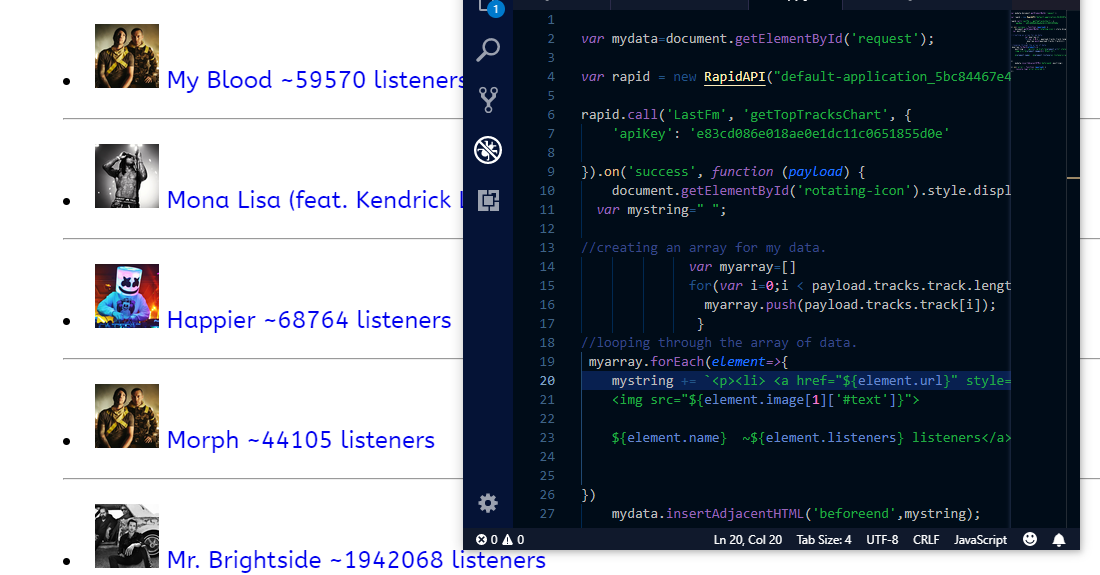 My Blood ~59570 listeners
Mona Lisa (feat. Kendrick
Happier ~68764 listeners
Morph ~44105 listeners
Mr. Brightside ~1942068 listeners
1
1
2 var mydata=document.getElementById('request');
3
4 var rapid = new RapidAPI("default-application_5bc84467e4
5
6 rapid.call('LastFm', 'getTopTracksChart', {
7 'apiKey': 'e83cd086e018ae0e1dc11c0651855d0e'
8
9 }).on('success', function (payload) {
10 document.getElementById('rotating-icon').style.displ
11 var mystring=" ";
12
13 //creating an array for my data.
14 var myarray=[]
15 for(var i=0;i < payload.tracks.track.lengt
16 myarray.push(payload.tracks.track[i]);
17 }
18 //looping through the array of data.
19 myarray.forEach(element=>{
20 mystring += `<p><li> <a href="${element.url}" style=
21 <img src="${element.image[1]['#text']}">
22
23 ${element.name} ~${element.listeners} listeners</a>
24
25
26 })
27 mydata.insertAdjacentHTML('beforeend',mystring);
0 0 Ln 20, Col 20 Tab Size: 4 UTF-8 CRLF JavaScript